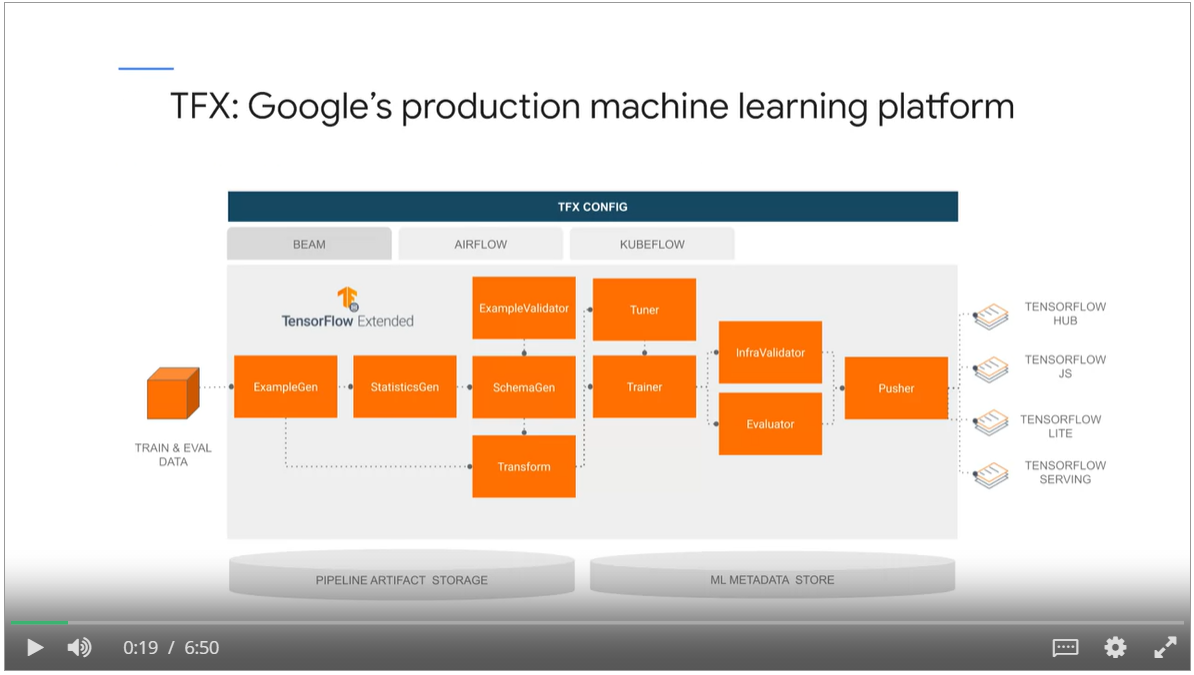 TFX: Google's production machine learning platform
TFX CONFIG
BEAM
AIRFLOW
KUBEFLOW
TensorFlow Extended
ExampleValidator
Tuner
InfraValidator
ExampleGen
StatisticsGen
SchemaGen
Trainer
Pusher
Evaluator
Transform
TRAIN & EVAL
DATA
TENSORFLOW
HUB
TENSORFLOW
JS
TENSORFLOW
LITE
TENSORFLOW
SERVING
PIPELINE ARTIFACT STORAGE
ML METADATA STORE
0:19 / 6:50